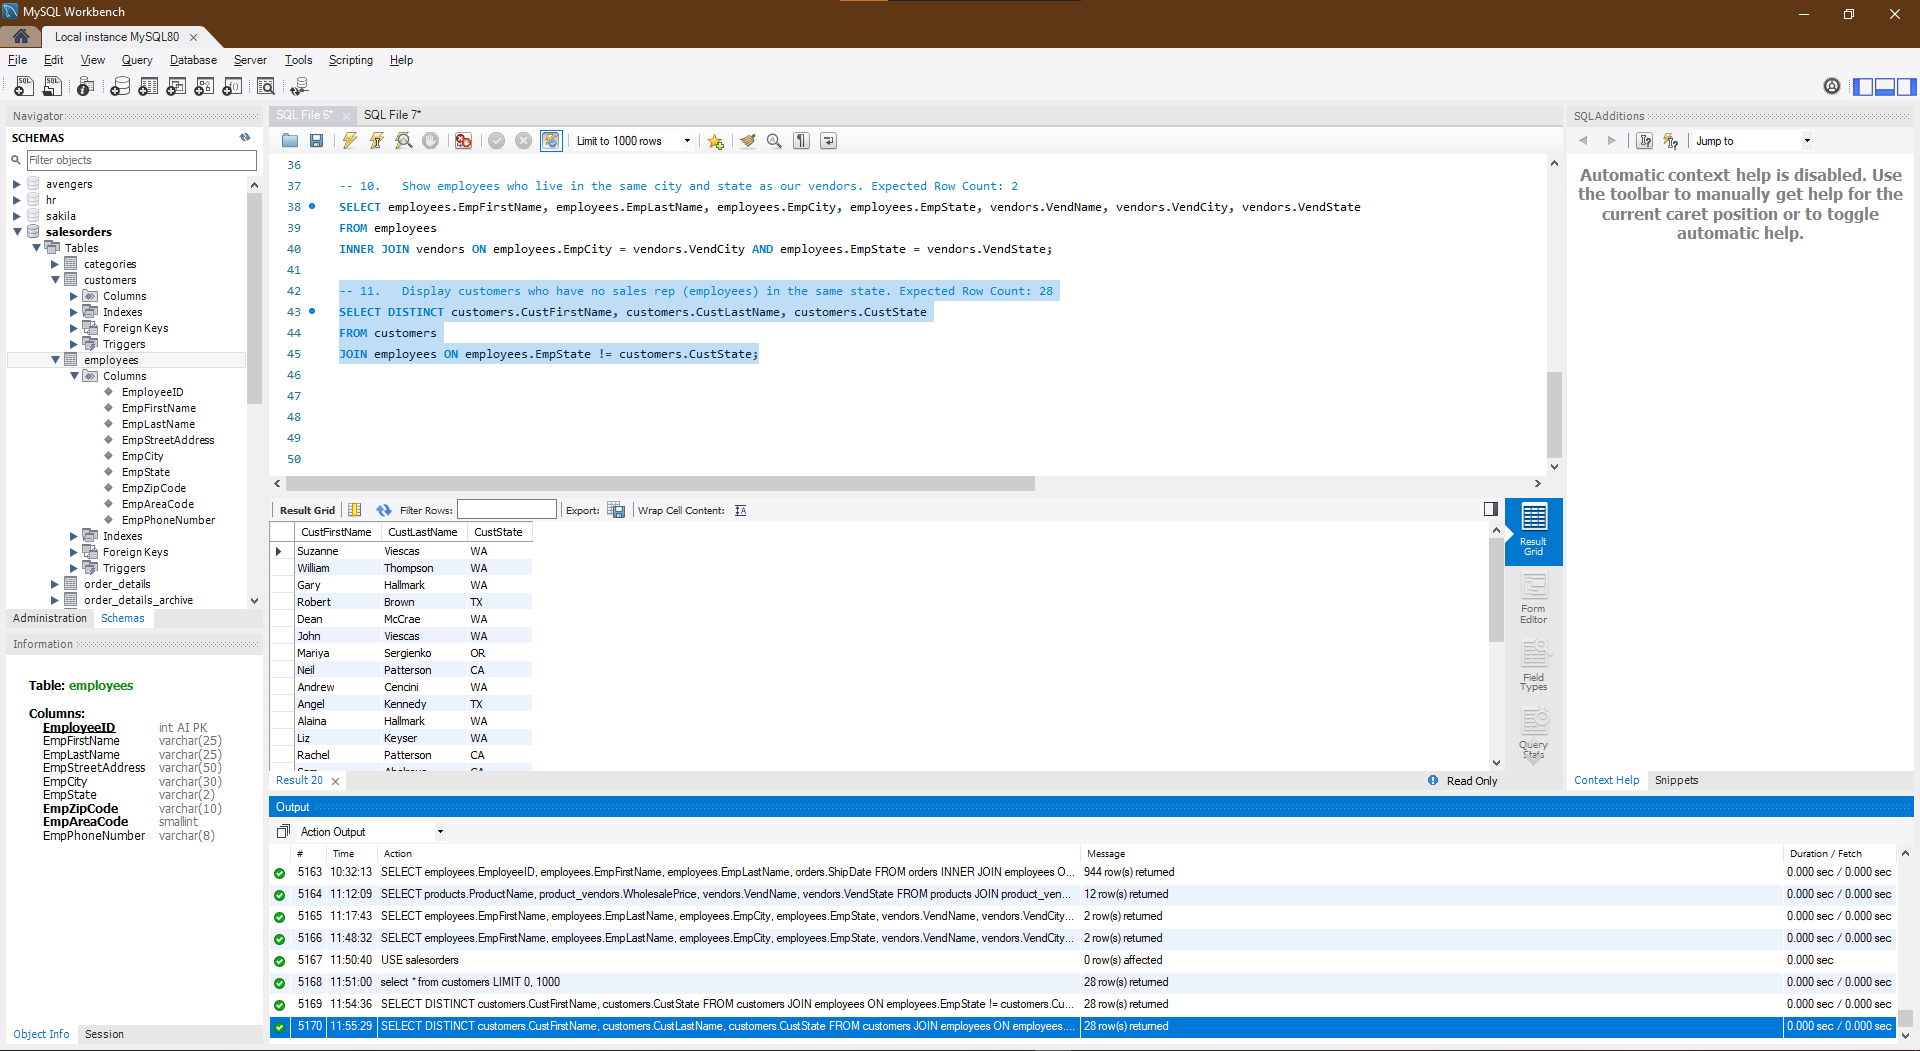 MySQL Workbench
Local instance MySQL80
File Edit View Query Database Server Tools Scripting Help
Navigator
SCHEMAS
Filter objects
avengers
hr
sakila
salesorders
Tables
categories
customers
Columns
Indexes
Foreign Keys
Triggers
employees
Columns
EmployeeID
EmpFirstName
EmpLastName
EmpStreetAddress
EmpCity
EmpState
EmpZipCode
EmpAreaCode
EmpPhoneNumber
Indexes
Foreign Keys
Triggers
order_details
order_details_archive
Administration Schemas
Information
Table: employees
Columns:
EmployeeID int AI PK
EmpFirstName varchar(25)
EmpLastName varchar(25)
EmpStreetAddress varchar(50)
EmpCity varchar(30)
EmpState varchar(2)
EmpZipCode varchar(10)
EmpAreaCode smallint
EmpPhoneNumber varchar(8)
Object Info Session
SQL File 6* SQL File 7*
Limit to 1000 rows
36
37 -- 10. Show employees who live in the same city and state as our vendors. Expected Row Count: 2
38 SELECT employees.EmpFirstName, employees.EmpLastName, employees.EmpCity, employees.EmpState, vendors.VendName, vendors.VendCity, vendors.VendState
39 FROM employees
40 INNER JOIN vendors ON employees.EmpCity = vendors.VendCity AND employees.EmpState = vendors.VendState;
41
42 -- 11. Display customers who have no sales rep (employees) in the same state. Expected Row Count: 28
43 SELECT DISTINCT customers.CustFirstName, customers.CustLastName, customers.CustState
44 FROM customers
45 JOIN employees ON employees.EmpState != customers.CustState;
46
47
48
49
50
Result Grid Filter Rows: Export: Wrap Cell Content:
CustFirstName CustLastName CustState
Suzanne Viescas WA
William Thompson WA
Gary Hallmark WA
Robert Brown TX
Dean McCrae WA
John Viescas WA
Mariya Sergienko OR
Neil Patterson CA
Andrew Cencini WA
Angel Kennedy TX
Alaina Hallmark WA
Liz Keyser WA
Rachel Patterson CA
Result Grid
Form Editor
Field Types
Query Stats
Result 20
Read Only
SQLAdditions
Jump to
Automatic context help is disabled. Use
the toolbar to manually get help for the
current caret position or to toggle
automatic help.
Context Help Snippets
Output
Action Output
# Time Action Message Duration / Fetch
5163 10:32:13 SELECT employees.EmployeeID, employees.EmpFirstName, employees.EmpLastName, orders.ShipDate FROM orders INNER JOIN employees O... 944 row(s) returned 0.000 sec / 0.000 sec
5164 11:12:09 SELECT products.ProductName, product_vendors.WholesalePrice, vendors.VendName, vendors.VendState FROM products JOIN product_ven... 12 row(s) returned 0.000 sec / 0.000 sec
5165 11:17:43 SELECT employees.EmpFirstName, employees.EmpLastName, employees.EmpCity, employees.EmpState, vendors.VendName, vendors.VendCity... 2 row(s) returned 0.000 sec / 0.000 sec
5166 11:48:32 SELECT employees.EmpFirstName, employees.EmpLastName, employees.EmpCity, employees.EmpState, vendors.VendName, vendors.VendCity... 2 row(s) returned 0.000 sec / 0.000 sec
5167 11:50:40 USE salesorders 0 row(s) affected 0.000 sec
5168 11:51:00 select * from customers LIMIT 0, 1000 28 row(s) returned 0.000 sec / 0.000 sec
5169 11:54:36 SELECT DISTINCT customers.CustFirstName, customers.CustState FROM customers JOIN employees ON employees.EmpState != customers.Cu... 28 row(s) returned 0.000 sec / 0.000 sec
5170 11:55:29 SELECT DISTINCT customers.CustFirstName, customers.CustLastName, customers.CustState FROM customers JOIN employees ON employees.... 28 row(s) returned 0.000 sec / 0.000 sec